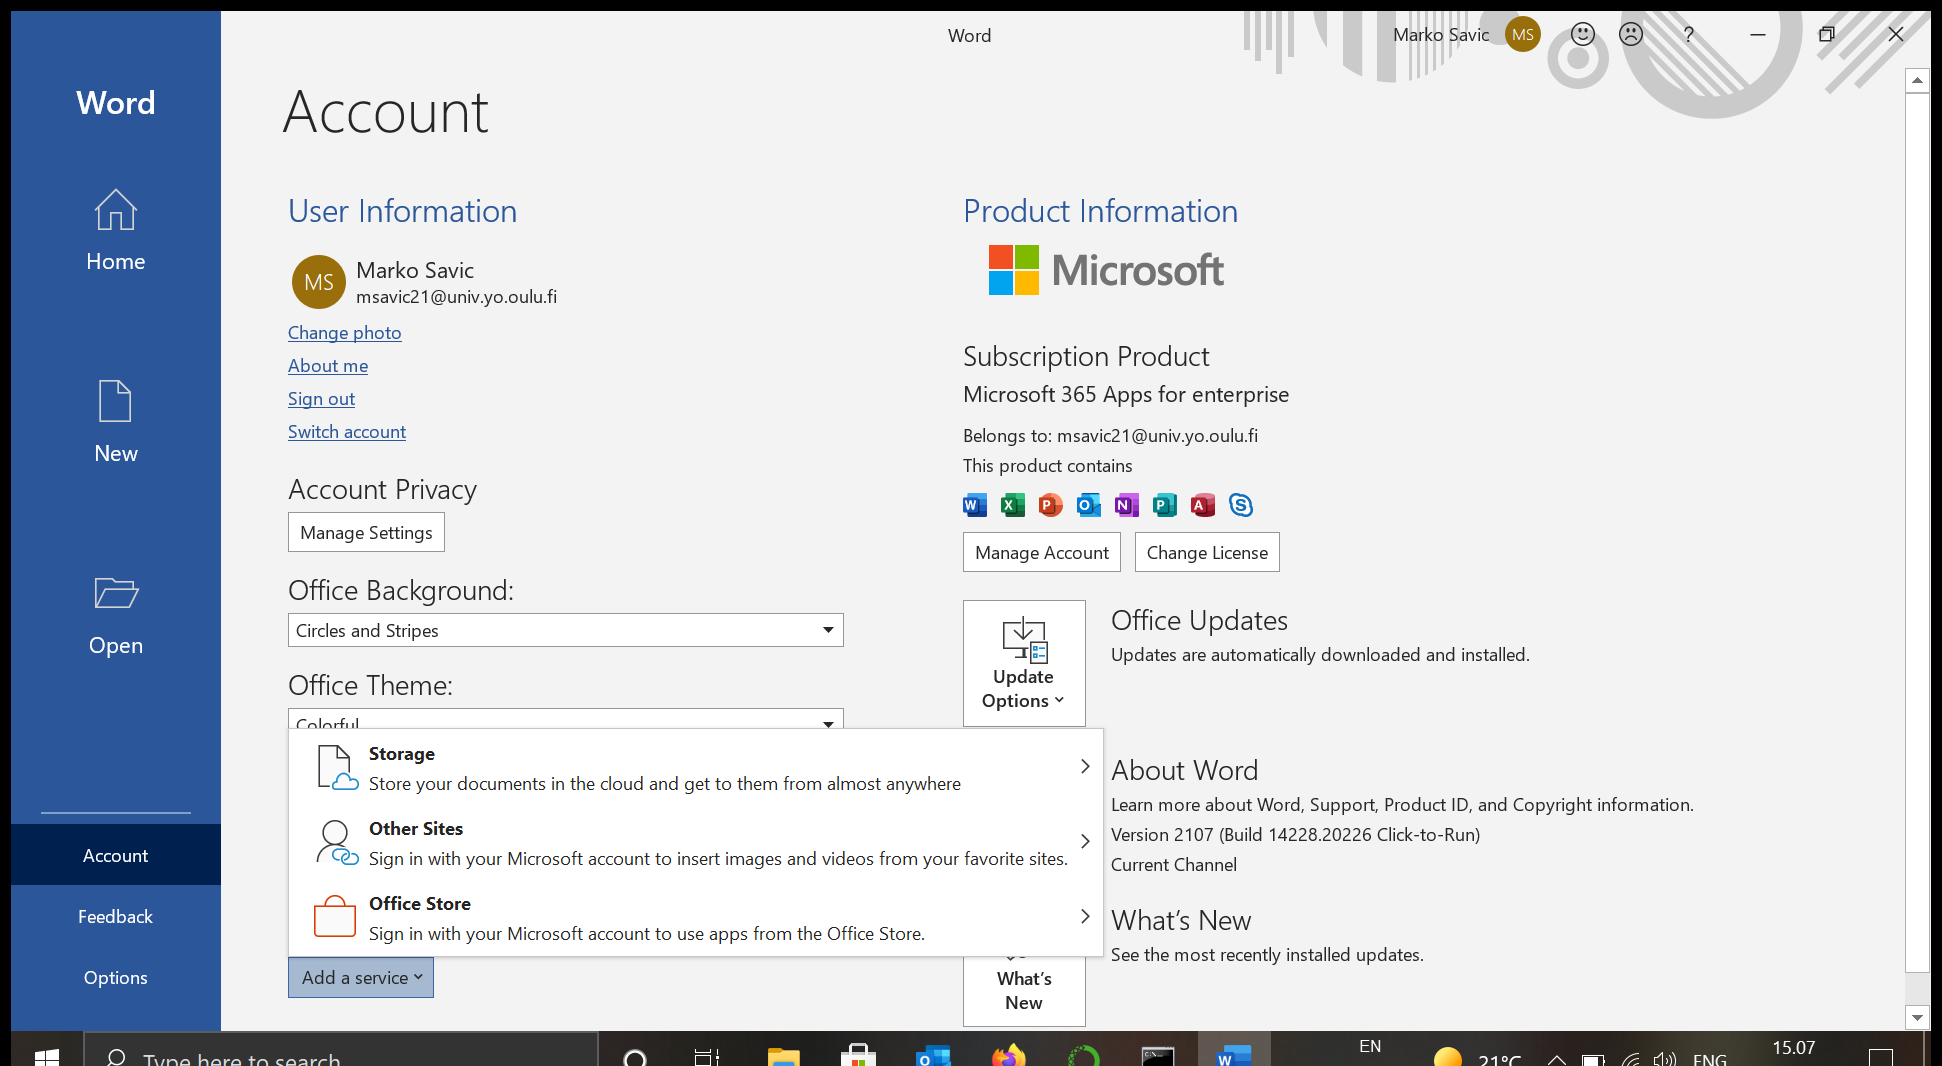 Word
Marko Savic
MS
?
Word
Account
Home
New
Open
Account
Feedback
Options
User Information
MS
Marko Savic
msavic21@univ.yo.oulu.fi
Change photo
About me
Sign out
Switch account
Account Privacy
Manage Settings
Office Background:
Circles and Stripes
Office Theme:
Colorful
Storage
Store your documents in the cloud and get to them from almost anywhere
Other Sites
Sign in with your Microsoft account to insert images and videos from your favorite sites.
Office Store
Sign in with your Microsoft account to use apps from the Office Store.
Add a service
Product Information
Microsoft
Subscription Product
Microsoft 365 Apps for enterprise
Belongs to: msavic21@univ.yo.oulu.fi
This product contains
W X P O N P A S
Manage Account
Change License
Update
Options
Office Updates
Updates are automatically downloaded and installed.
About Word
Learn more about Word, Support, Product ID, and Copyright information.
Version 2107 (Build 14228.20226 Click-to-Run)
Current Channel
What's New
See the most recently installed updates.
What's
New
Type here to search
O
W
EN
21°C
ENG
15.07